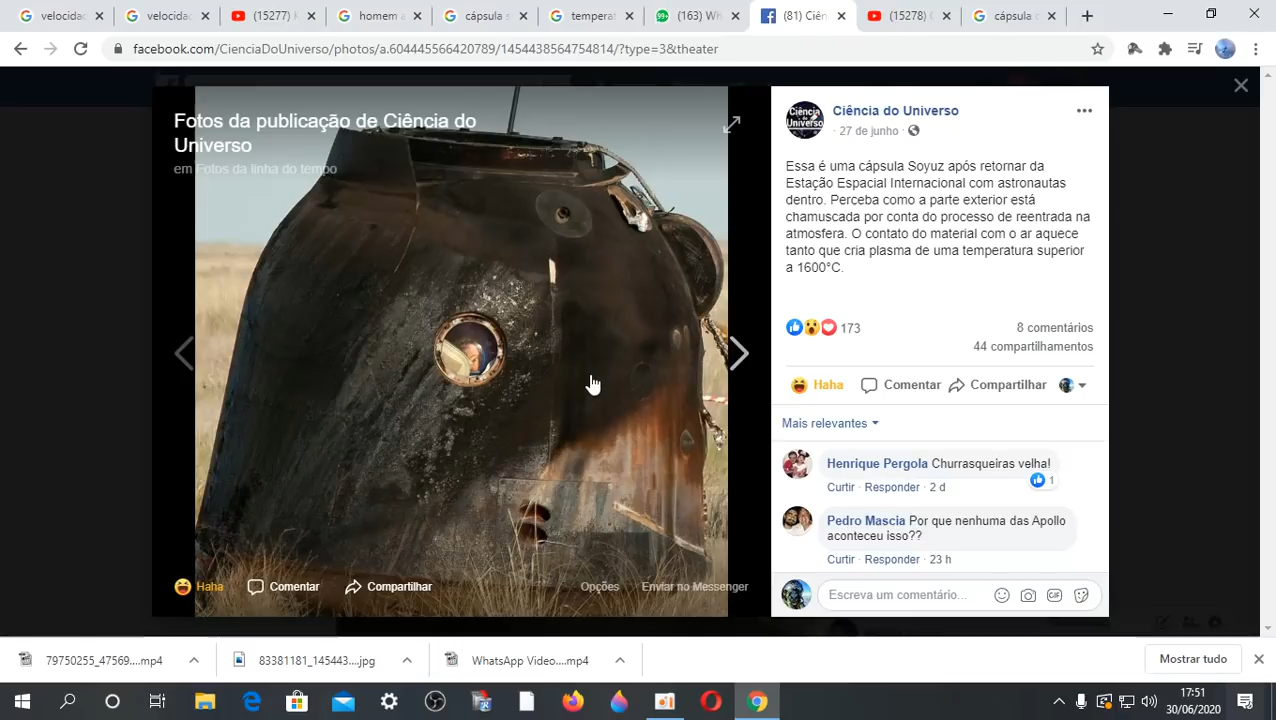 velocidad
velocidad
(15277) H
homem a
cápsula s
temperat
(163) Wh
(81) Ciên
(15278) C
cápsula r
facebook.com/CienciaDoUniverso/photos/a.604445566420789/1454438564754814/?type=3&theater
Fotos da publicação de Ciência do
Universo
em Fotos da linha do tempo
Haha
Comentar
Compartilhar
Opções
Enviar no Messenger
Ciência do Universo
Ciência do Universo
· 27 de junho ·
Essa é uma cápsula Soyuz após retornar da
Estação Espacial Internacional com astronautas
dentro. Perceba como a parte exterior está
chamuscada por conta do processo de reentrada na
atmosfera. O contato do material com o ar aquece
tanto que cria plasma de uma temperatura superior
a 1600°C.
173
8 comentários
44 compartilhamentos
Haha
Comentar
Compartilhar
Mais relevantes
Henrique Pergola Churrasqueiras velha!
1
Curtir · Responder · 2 d
Pedro Mascia Por que nenhuma das Apollo
aconteceu isso??
Curtir · Responder · 23 h
Escreva um comentário...
GIF
79750255_47569....mp4
83381181_145443....jpg
WhatsApp Video....mp4
Mostrar tudo
17:51
30/06/2020